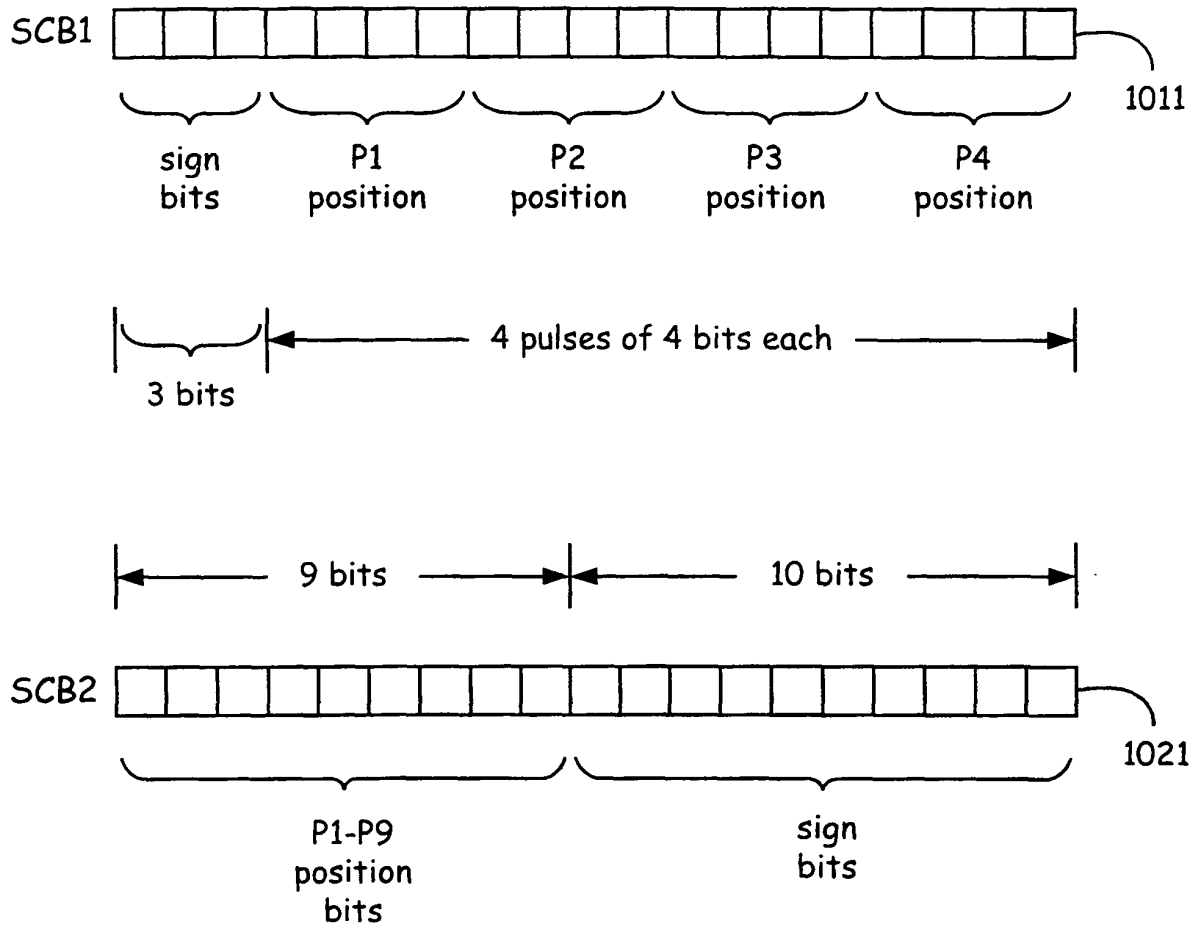 SCB1
1011
sign
bits
P1
position
P2
position
P3
position
P4
position
4 pulses of 4 bits each
3 bits
9 bits
10 bits
SCB2
1021
P1-P9
position
bits
sign
bits